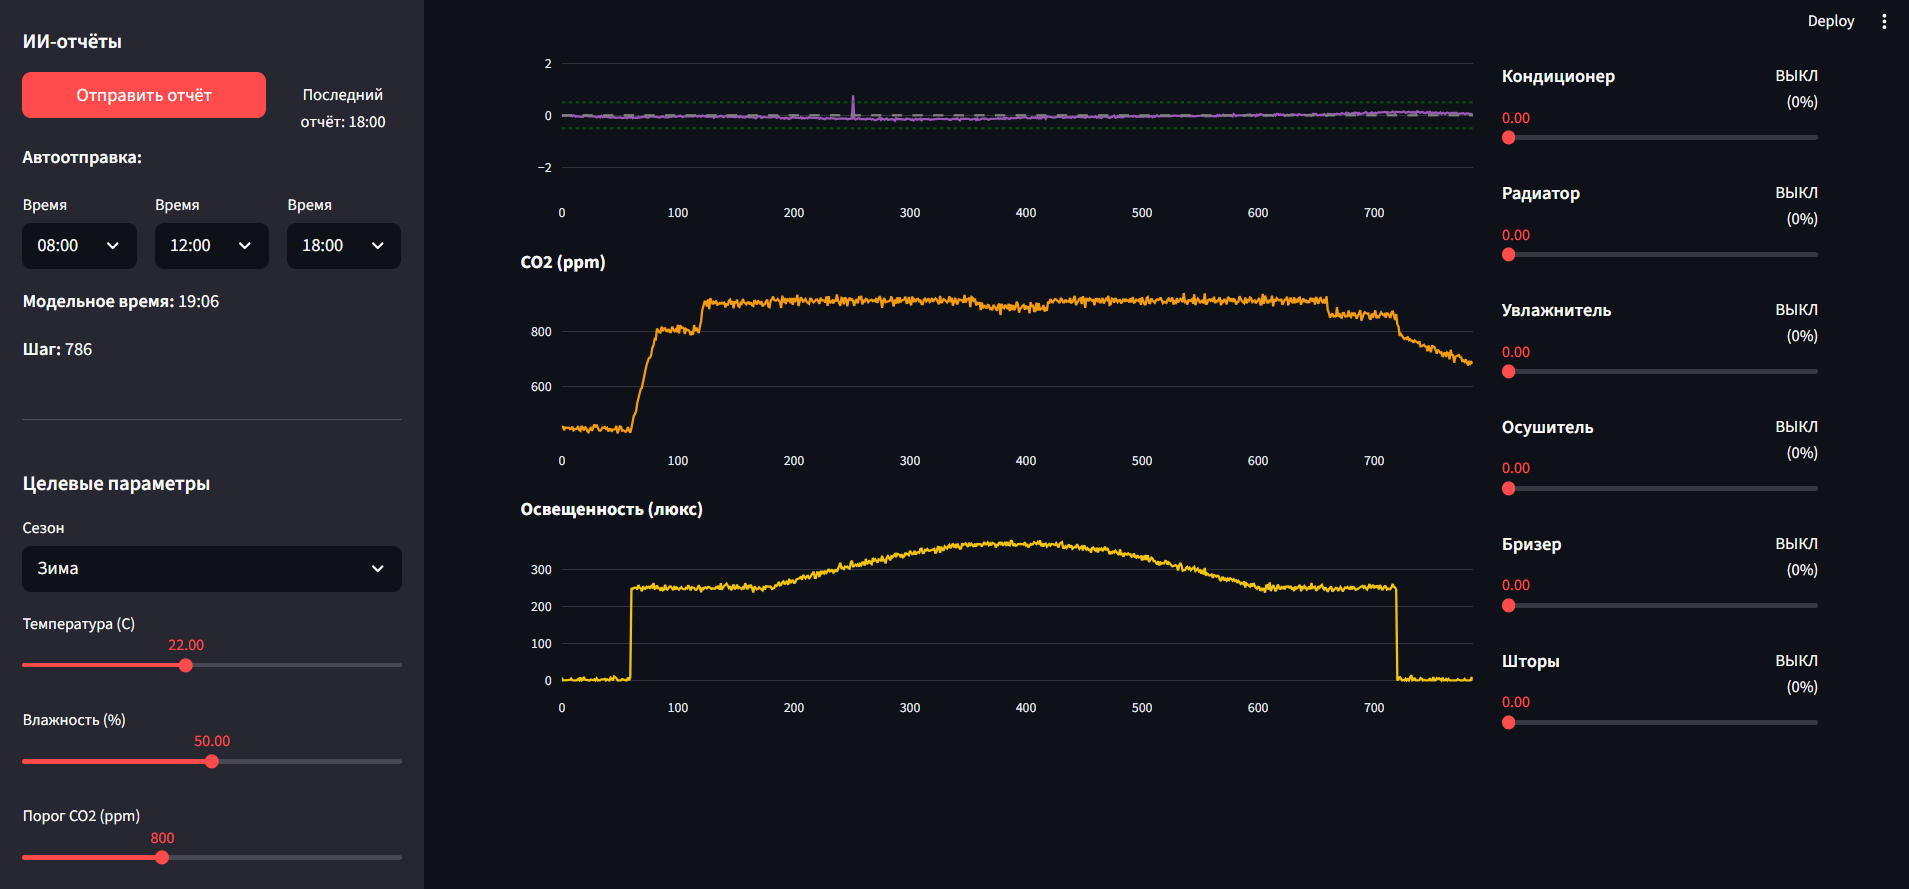 ИИ-отчёты
Отправить отчёт
Последний
отчёт: 18:00
Автоотправка:
Время Время Время
08:00 12:00 18:00
Модельное время: 19:06
Шаг: 786
Целевые параметры
Сезон
Зима
Температура (C)
22.00
Влажность (%)
50.00
Порог CO2 (ppm)
800
Deploy
2
0
−2
0 100 200 300 400 500 600 700
CO2 (ppm)
800
600
0 100 200 300 400 500 600 700
Освещенность (люкс)
300
200
100
0
0 100 200 300 400 500 600 700
Кондиционер ВЫКЛ
(0%)
0.00
Радиатор ВЫКЛ
(0%)
0.00
Увлажнитель ВЫКЛ
(0%)
0.00
Осушитель ВЫКЛ
(0%)
0.00
Бризер ВЫКЛ
(0%)
0.00
Шторы ВЫКЛ
(0%)
0.00